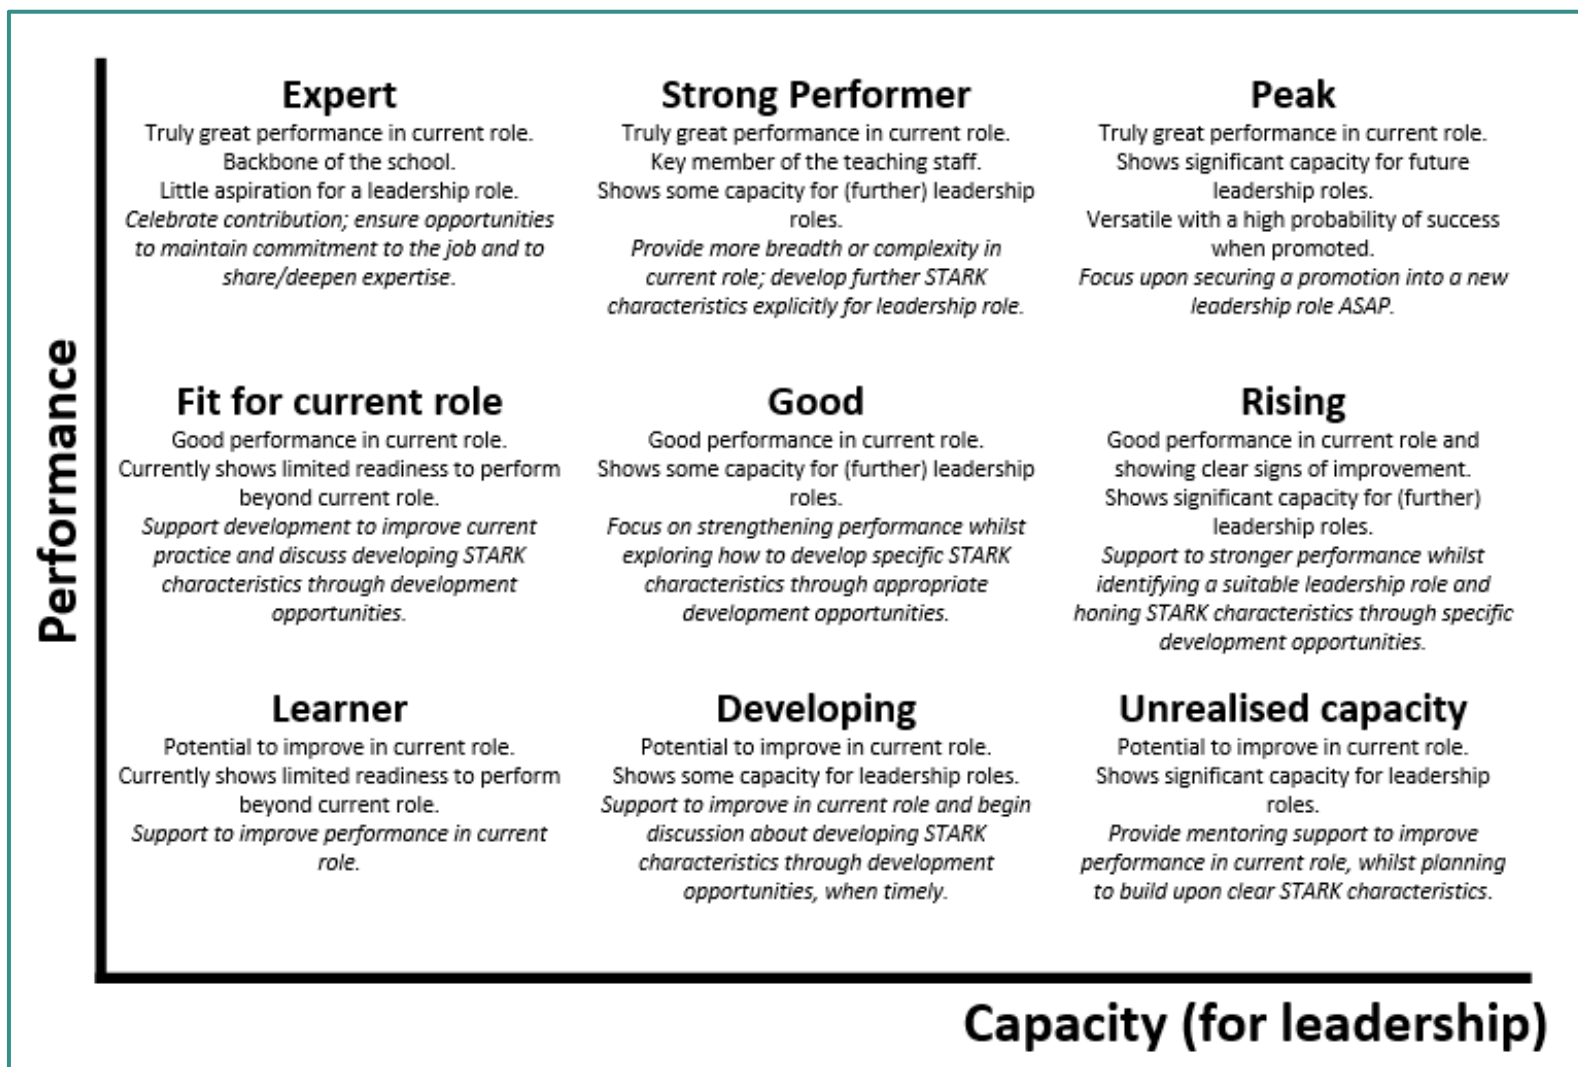 Performance
Expert
Truly great performance in current role.
Backbone of the school.
Little aspiration for a leadership role.
Celebrate contribution; ensure opportunities
to maintain commitment to the job and to
share/deepen expertise.
Strong Performer
Truly great performance in current role.
Key member of the teaching staff.
Shows some capacity for (further) leadership
roles.
Provide more breadth or complexity in
current role; develop further STARK
characteristics explicitly for leadership role.
Peak
Truly great performance in current role.
Shows significant capacity for future
leadership roles.
Versatile with a high probability of success
when promoted.
Focus upon securing a promotion into a new
leadership role ASAP.
Fit for current role
Good performance in current role.
Currently shows limited readiness to perform
beyond current role.
Support development to improve current
practice and discuss developing STARK
characteristics through development
opportunities.
Good
Good performance in current role.
Shows some capacity for (further) leadership
roles.
Focus on strengthening performance whilst
exploring how to develop specific STARK
characteristics through appropriate
development opportunities.
Rising
Good performance in current role and
showing clear signs of improvement.
Shows significant capacity for (further)
leadership roles.
Support to stronger performance whilst
identifying a suitable leadership role and
honing STARK characteristics through specific
development opportunities.
Learner
Potential to improve in current role.
Currently shows limited readiness to perform
beyond current role.
Support to improve performance in current
role.
Developing
Potential to improve in current role.
Shows some capacity for leadership roles.
Support to improve in current role and begin
discussion about developing STARK
characteristics through development
opportunities, when timely.
Unrealised capacity
Potential to improve in current role.
Shows significant capacity for leadership
roles.
Provide mentoring support to improve
performance in current role, whilst planning
to build upon clear STARK characteristics.
Capacity (for leadership)